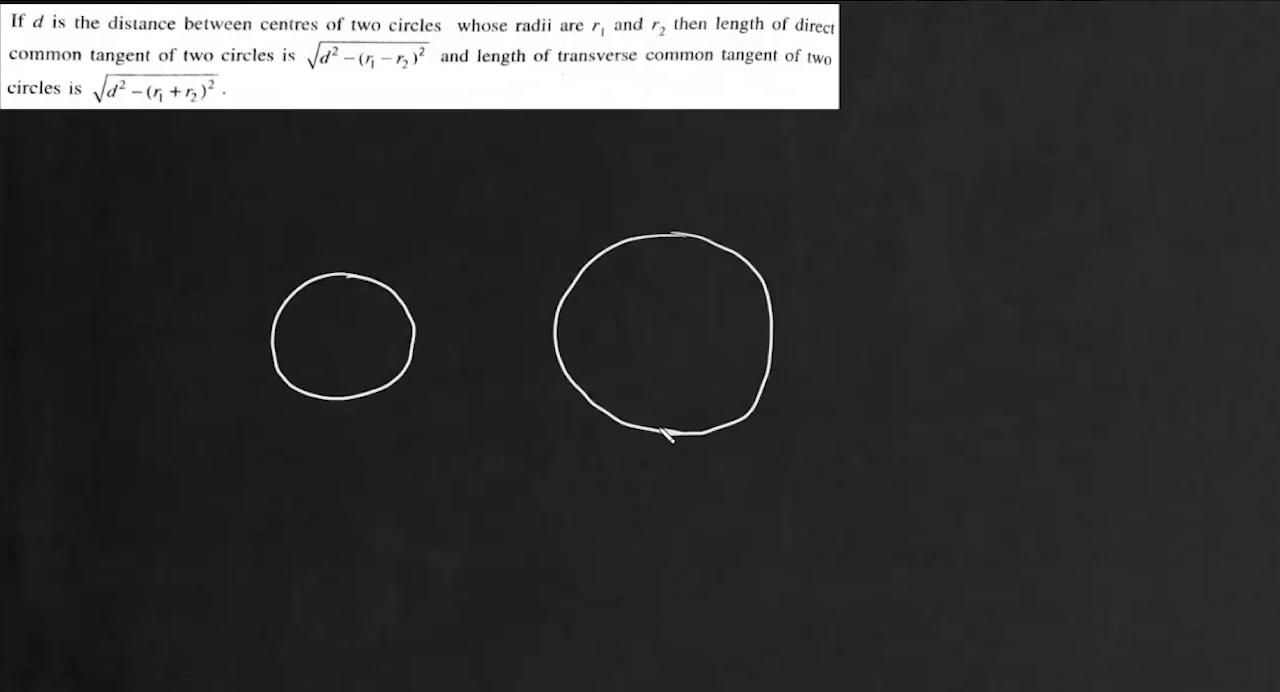 If d is the distance between centres of two circles whose radii are r₁ and r₂ then length of direct
common tangent of two circles is √(d² − (r₁ − r₂)²) and length of transverse common tangent of two
circles is √(d² − (r₁ + r₂)²) .